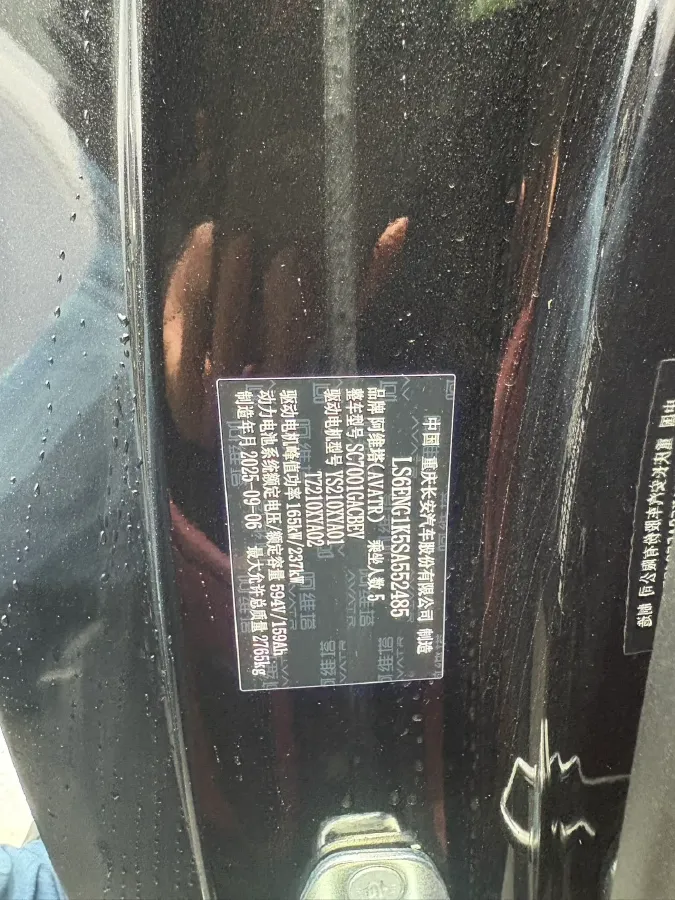 中国 重庆长安汽车股份有限公司 制造
LS6ENG1K5SA552485
品牌 阿维塔(AVATR) 乘坐人数 5
整车型号 SC7001GACBEV
驱动电机型号 YS210XYA01
TZ210XYA02
驱动电机峰值功率 165kW/237kW
动力电池系统额定电压/额定容量 594V/159Ah
制造年月 2025-09-06 最大允许总质量 2765kg